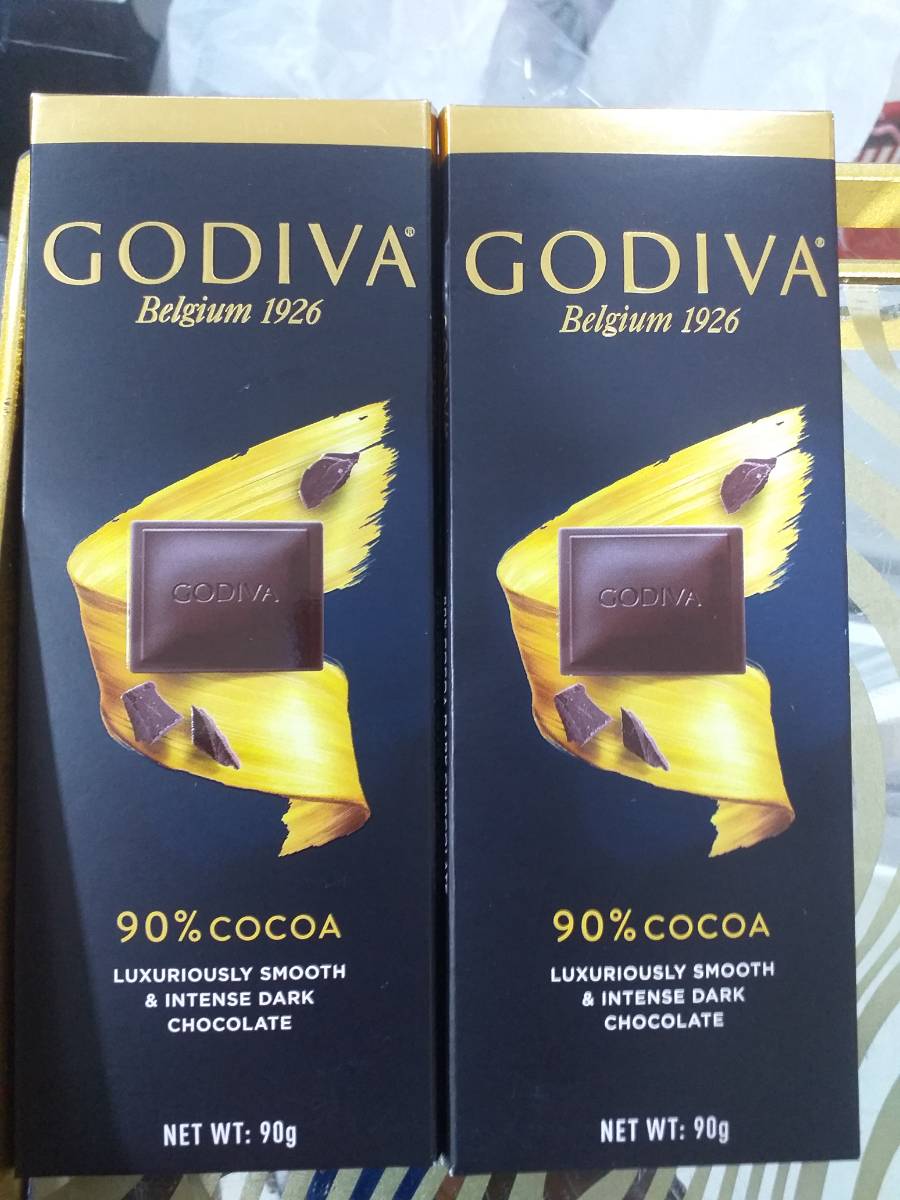 GODIVA®
Belgium 1926
GODIVA
90% COCOA
LUXURIOUSLY SMOOTH
& INTENSE DARK
CHOCOLATE
NET WT: 90g
GODIVA®
Belgium 1926
GODIVA
90% COCOA
LUXURIOUSLY SMOOTH
& INTENSE DARK
CHOCOLATE
NET WT: 90g